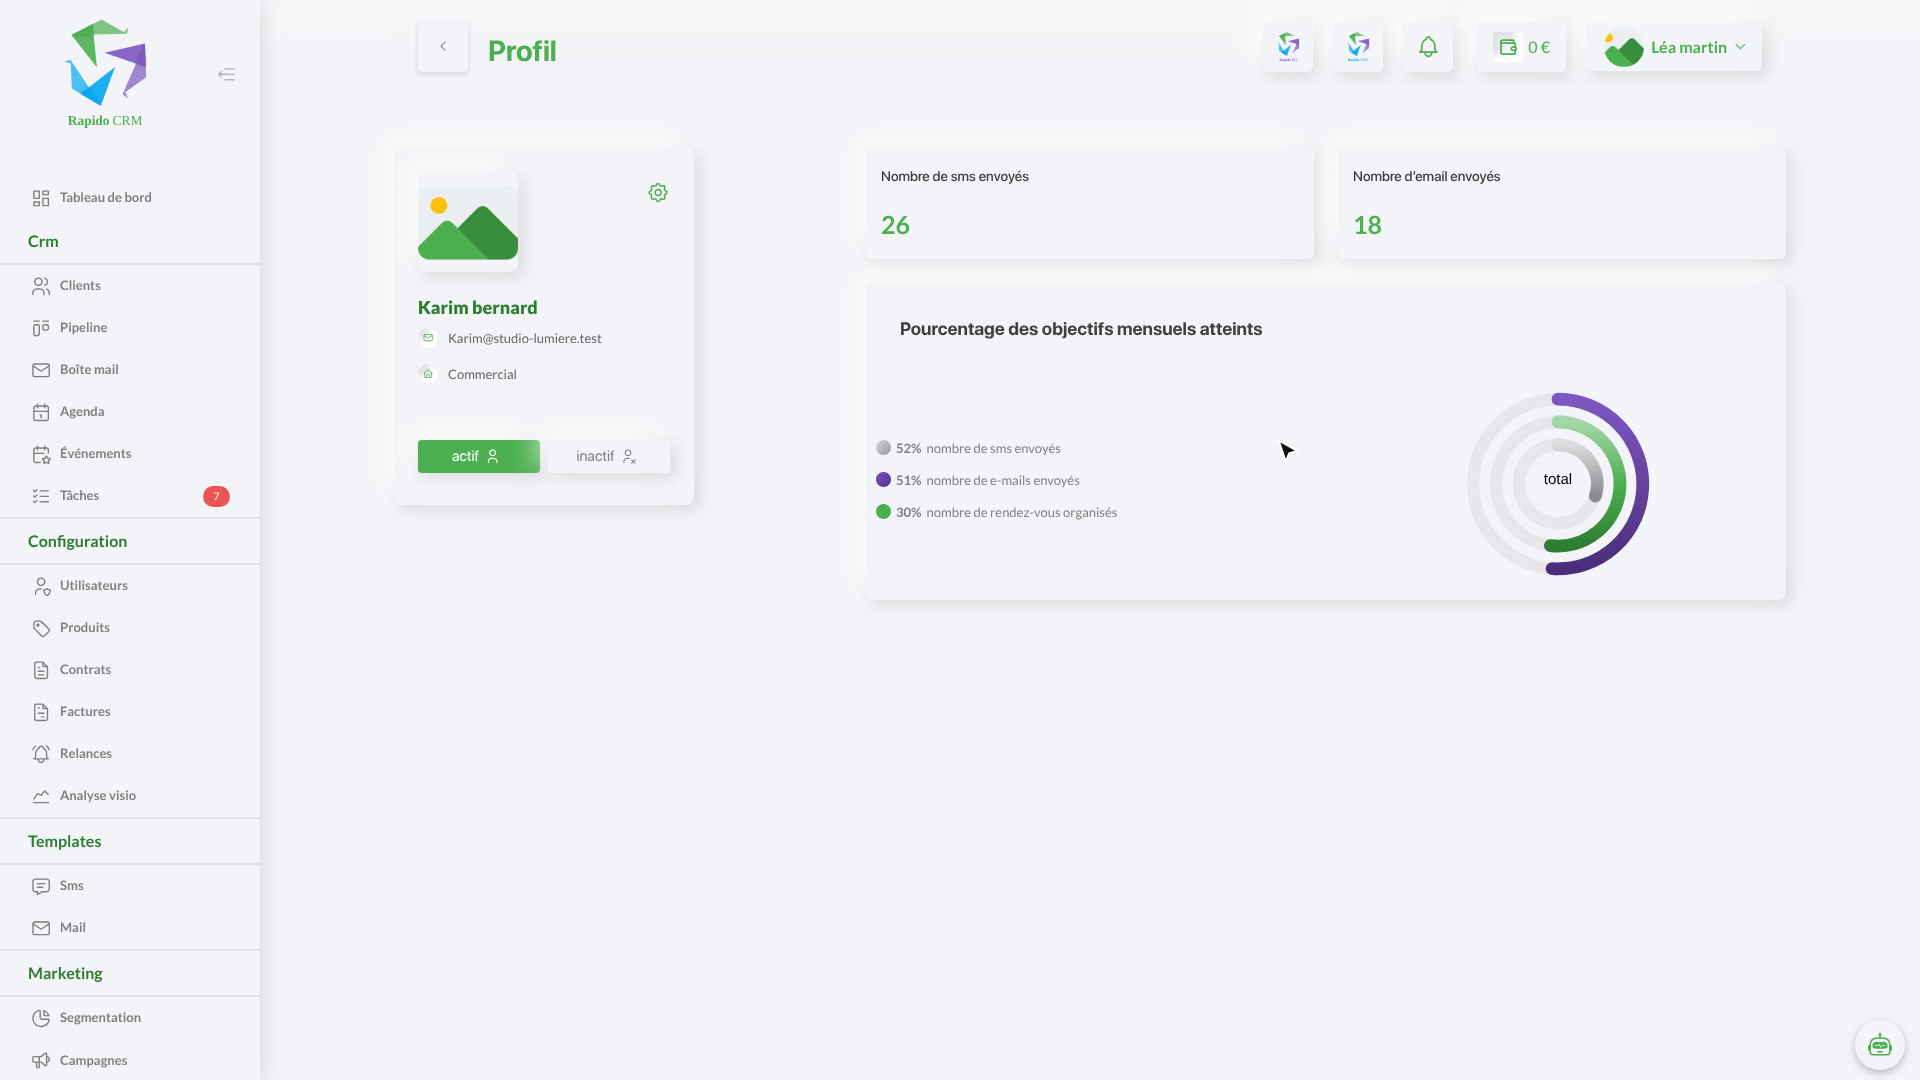 Rapido CRM
Tableau de bord
Crm
Clients
Pipeline
Boîte mail
Agenda
Événements
Tâches
7
Configuration
Utilisateurs
Produits
Contrats
Factures
Relances
Analyse visio
Templates
Sms
Mail
Marketing
Segmentation
Campagnes
Profil
0 €
Léa martin
Karim bernard
Karim@studio-lumiere.test
Commercial
actif
inactif
Nombre de sms envoyés
26
Nombre d'email envoyés
18
Pourcentage des objectifs mensuels atteints
52% nombre de sms envoyés
51% nombre de e-mails envoyés
30% nombre de rendez-vous organisés
total